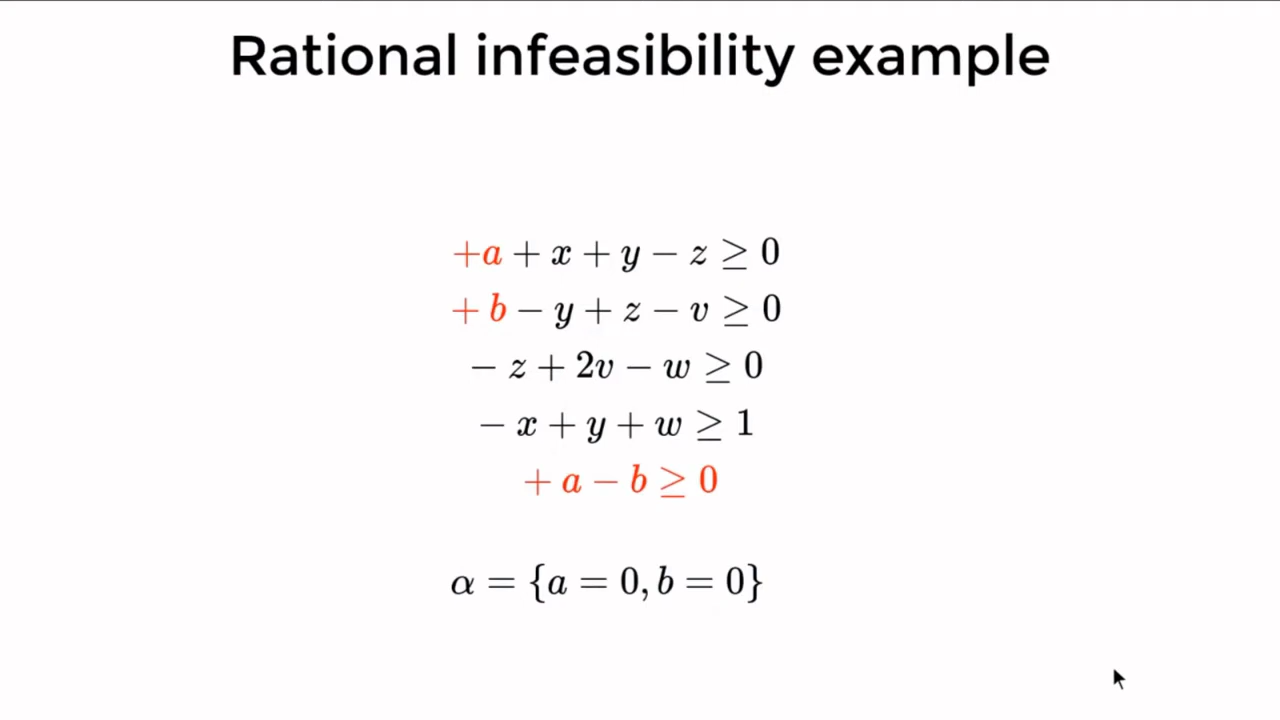 Rational infeasibility example
+a + x + y − z ≥ 0
+ b − y + z − v ≥ 0
− z + 2v − w ≥ 0
− x + y + w ≥ 1
+ a − b ≥ 0
α = {a = 0, b = 0}